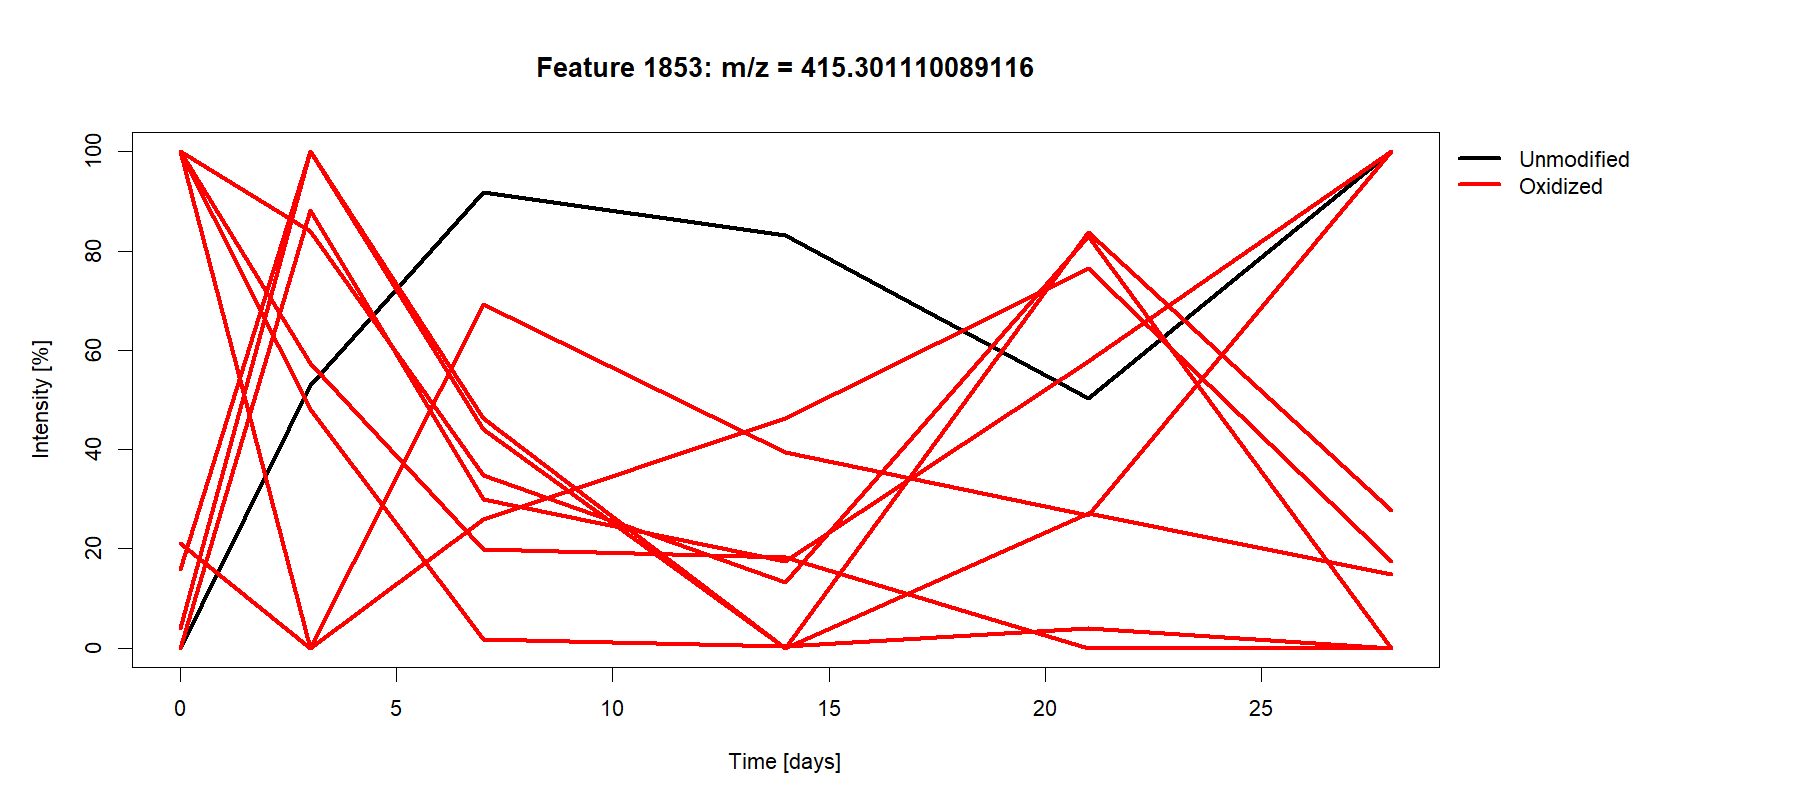 Feature 1853: m/z = 415.301110089116
Unmodified
Oxidized
Intensity [%]
100
80
60
40
20
0
0 5 10 15 20 25
Time [days]